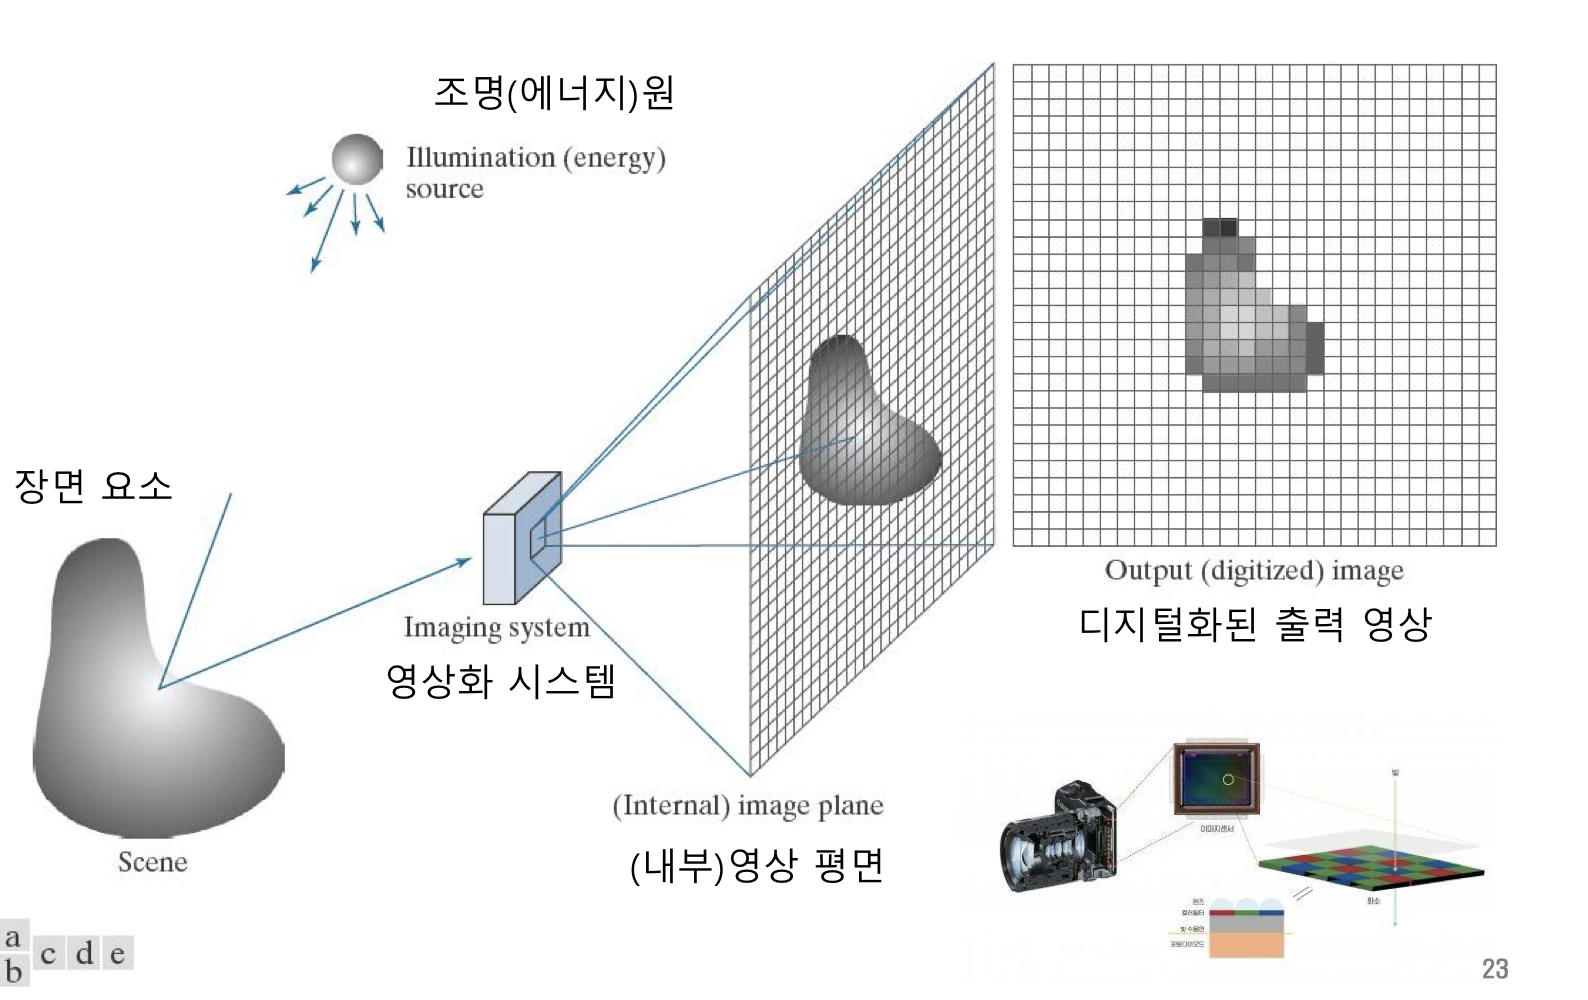 조명(에너지)원
Illumination (energy)
source
장면 요소
Scene
Imaging system
영상화 시스템
(Internal) image plane
(내부)영상 평면
Output (digitized) image
디지털화된 출력 영상
빛
이미지센서
화소
렌즈
컬러필터
빛 수용면
포토다이오드
a
b
c d e
23